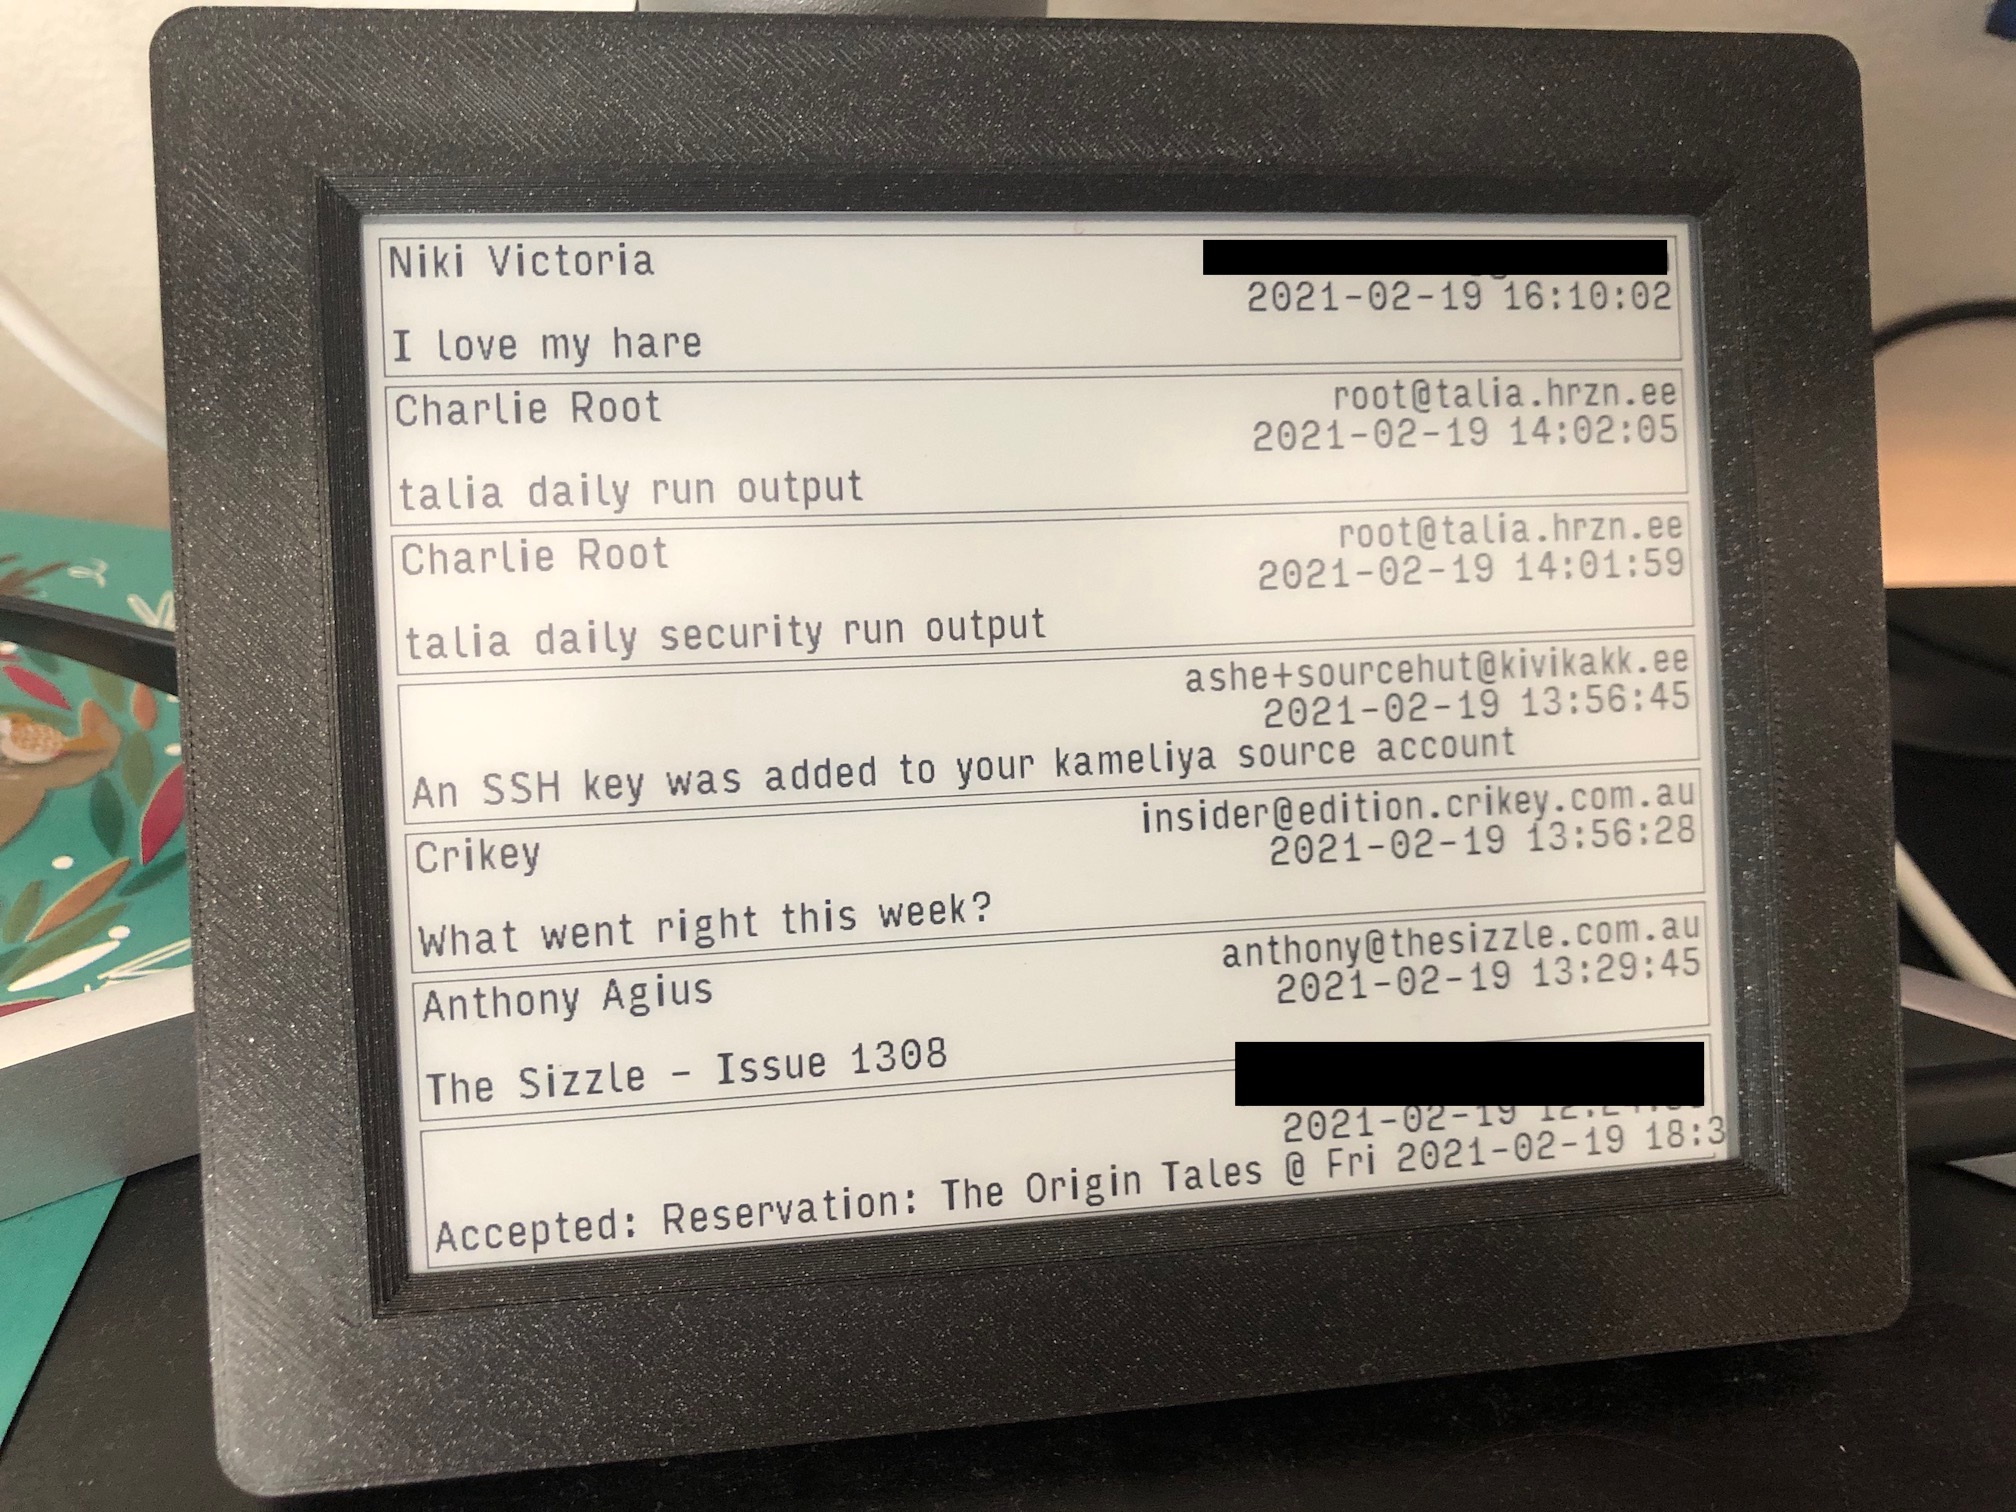 Niki Victoria
2021-02-19 16:10:02
I love my hare
Charlie Root
root@talia.hrzn.ee
2021-02-19 14:02:05
talia daily run output
Charlie Root
root@talia.hrzn.ee
2021-02-19 14:01:59
talia daily security run output
ashe+sourcehut@kivikakk.ee
2021-02-19 13:56:45
An SSH key was added to your kameliya source account
Crikey
insider@edition.crikey.com.au
2021-02-19 13:56:28
What went right this week?
Anthony Agius
anthony@thesizzle.com.au
2021-02-19 13:29:45
The Sizzle - Issue 1308
2021-02-19
Accepted: Reservation: The Origin Tales @ Fri 2021-02-19 18:3